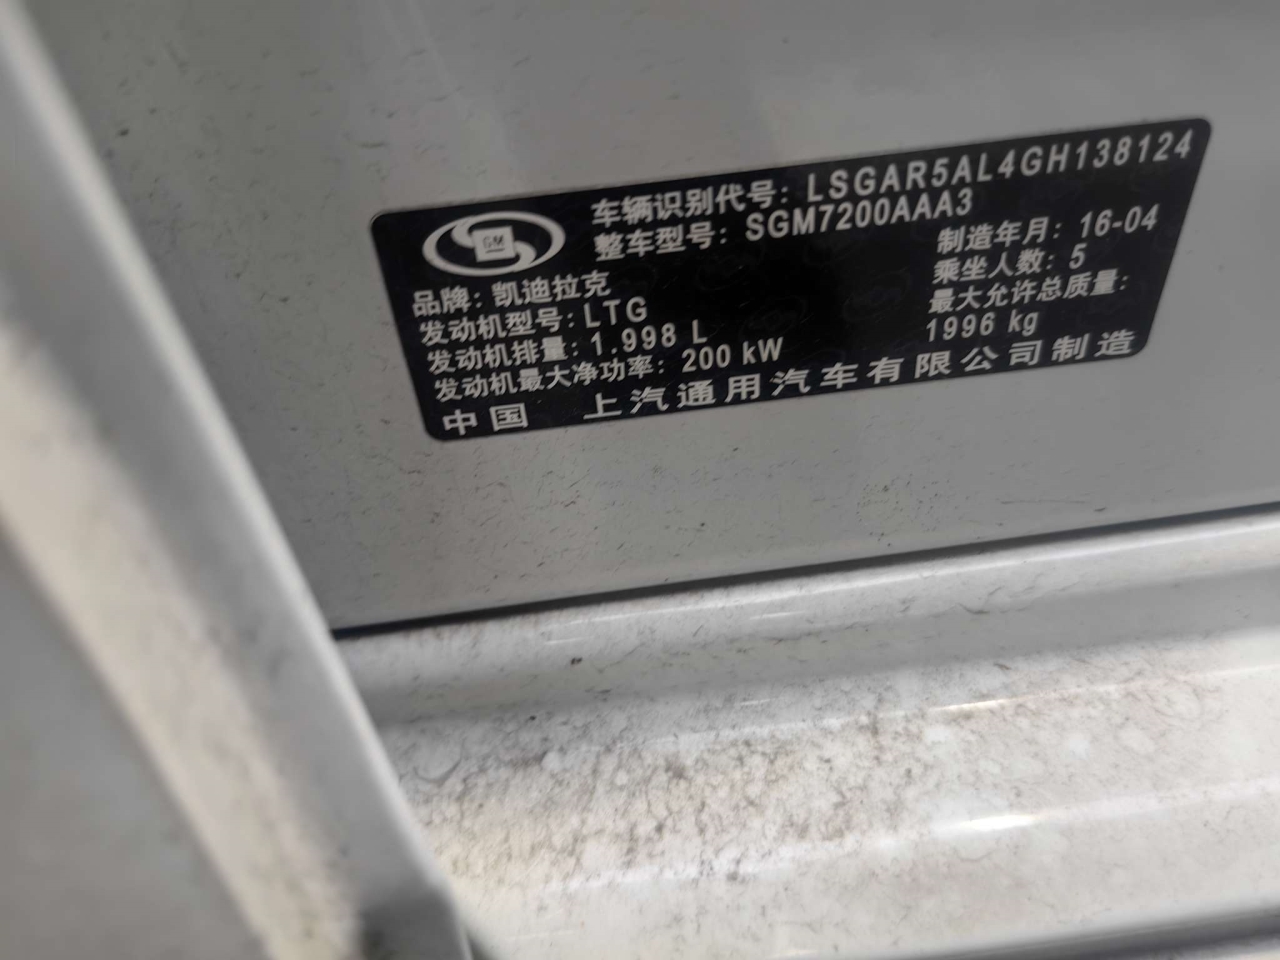 车辆识别代号: LSGAR5AL4GH138124
整车型号: SGM7200AAA3
GM
品牌: 凯迪拉克
制造年月: 16-04
发动机型号: LTG
乘坐人数: 5
发动机排量: 1.998 L
最大允许总质量:
1996 kg
发动机最大净功率: 200 kW
中国 上汽通用汽车有限公司制造